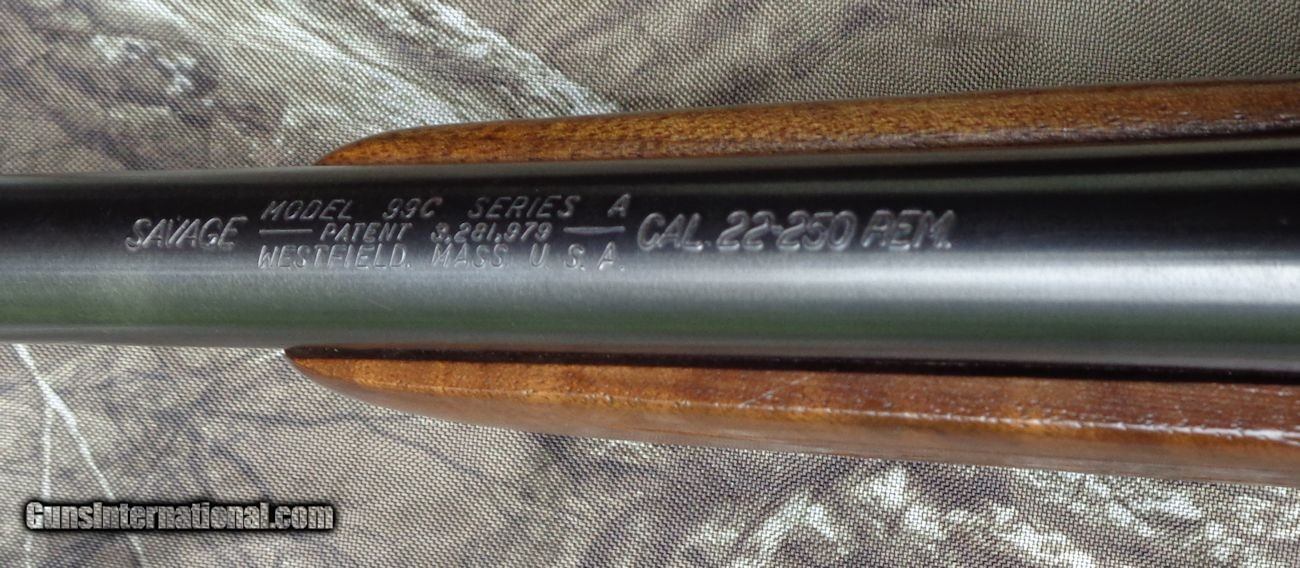 SAVAGE
MODEL 99C SERIES A
PATENT 3,281,979
WESTFIELD, MASS. U. S. A.
CAL. 22-250 REM.
GunsInternational.com